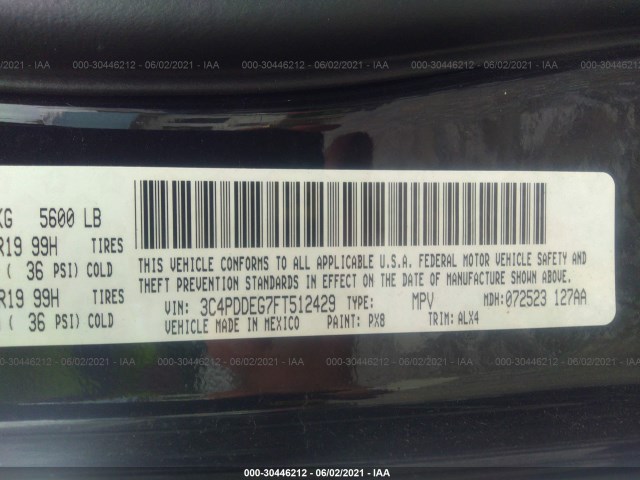 000-30446212 - 06/02/2021 - IAA
000-30446212 - 06/02/2021 - IAA
000-30446212 - 06/02/2021 - IAA
KG 5600 LB
R19 99H TIRES
( 36 PSI) COLD
R19 99H TIRES
( 36 PSI) COLD
THIS VEHICLE CONFORMS TO ALL APPLICABLE U.S.A. FEDERAL MOTOR VEHICLE SAFETY AND
THEFT PREVENTION STANDARDS IN EFFECT ON THE DATE OF MANUFACTURE SHOWN ABOVE.
VIN: 3C4PDDEG7FT512429 TYPE: MPV MDH: 072523 127AA
VEHICLE MADE IN MEXICO PAINT: PX8 TRIM: ALX4
000-30446212 - 06/02/2021 - IAA
000-30446212 - 06/02/2021 - IAA
000-30446212 - 06/02/2021 - IAA
000-30446212 - 06/02/2021 - IAA